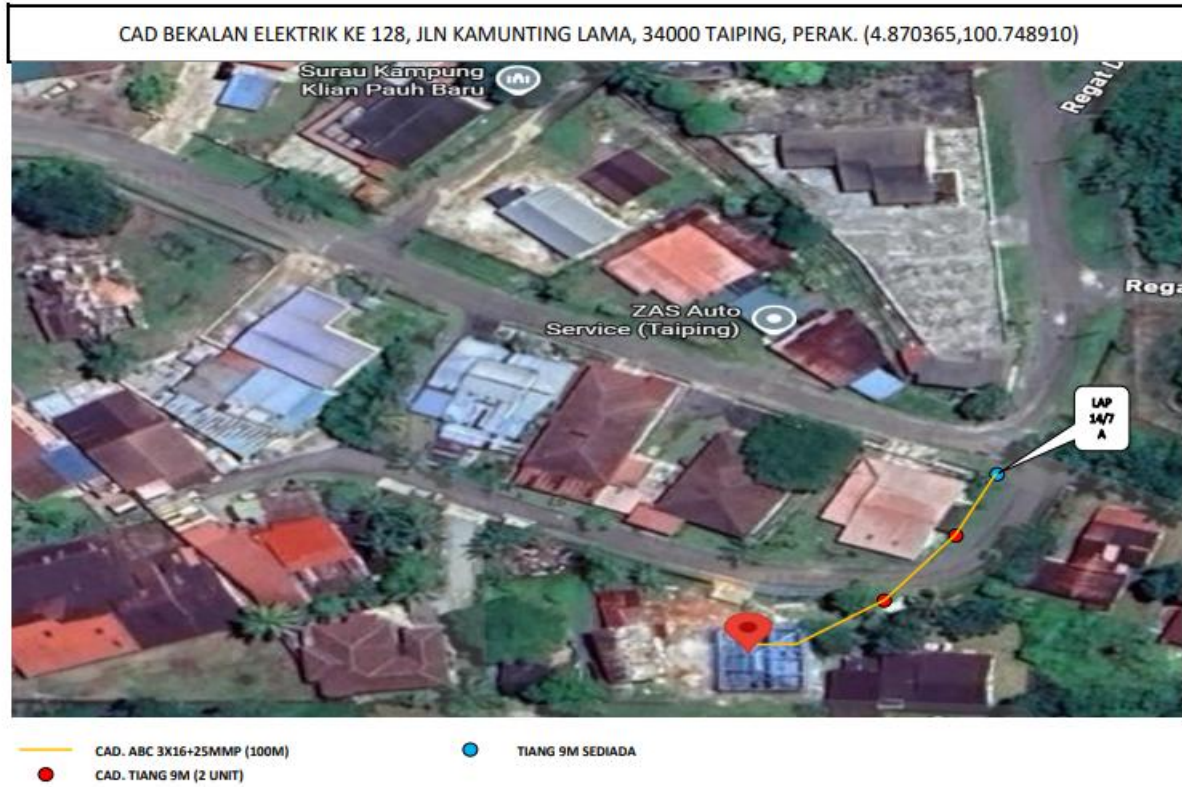 CAD BEKALAN ELEKTRIK KE 128, JLN KAMUNTING LAMA, 34000 TAIPING, PERAK. (4.870365,100.748910)
Surau Kampung
Klian Pauh Baru
Regat L
Rega
ZAS Auto
Service (Taiping)
LAP
14/7
A
CAD. ABC 3X16+25MMP (100M)
TIANG 9M SEDIADA
CAD. TIANG 9M (2 UNIT)